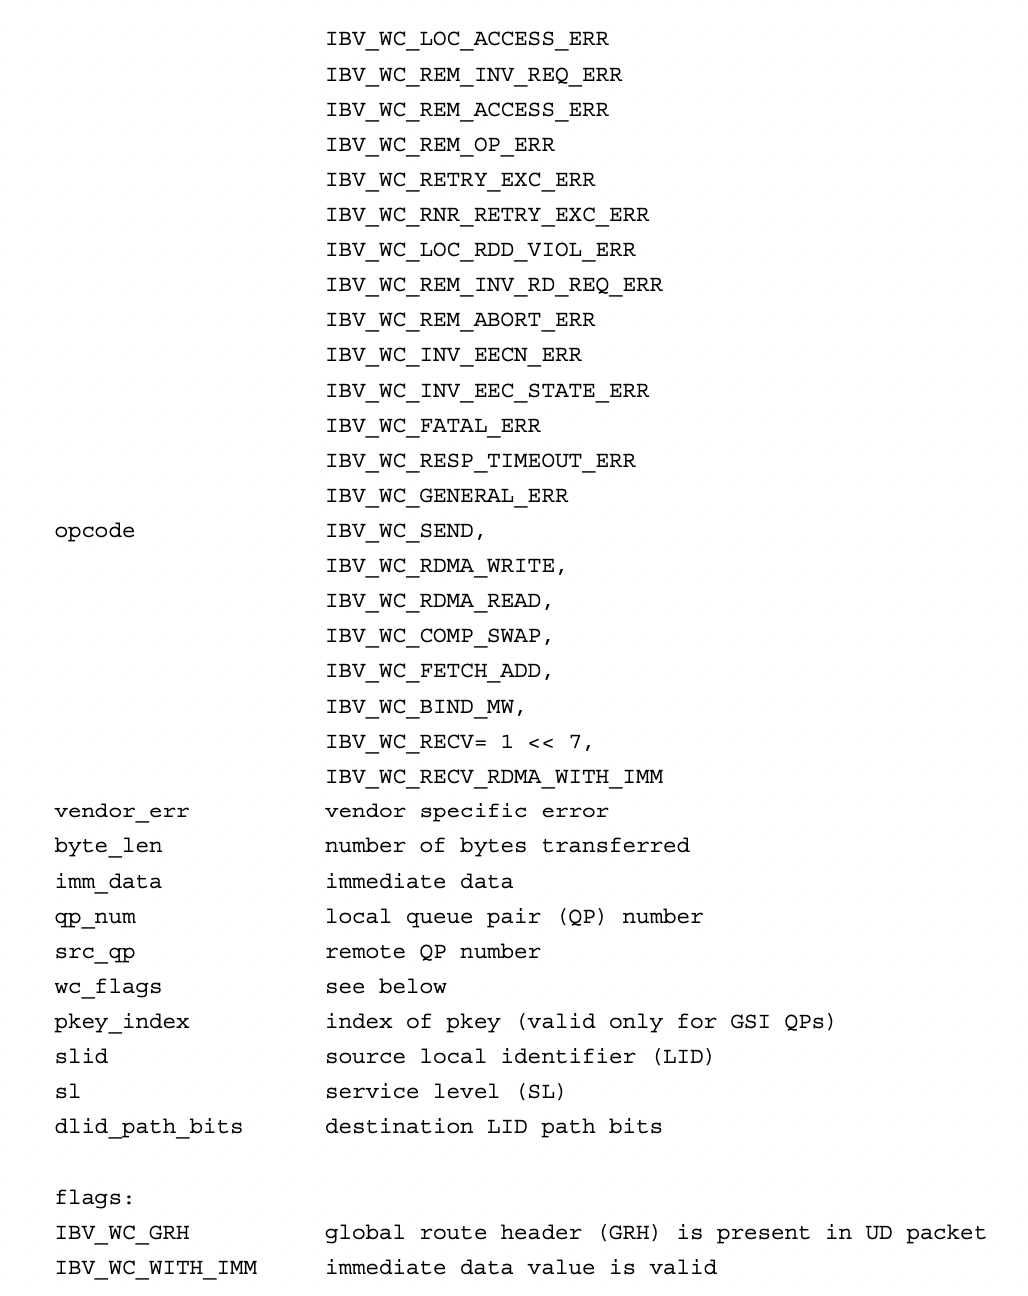 IBV_WC_LOC_ACCESS_ERR
IBV_WC_REM_INV_REQ_ERR
IBV_WC_REM_ACCESS_ERR
IBV_WC_REM_OP_ERR
IBV_WC_RETRY_EXC_ERR
IBV_WC_RNR_RETRY_EXC_ERR
IBV_WC_LOC_RDD_VIOL_ERR
IBV_WC_REM_INV_RD_REQ_ERR
IBV_WC_REM_ABORT_ERR
IBV_WC_INV_EECN_ERR
IBV_WC_INV_EEC_STATE_ERR
IBV_WC_FATAL_ERR
IBV_WC_RESP_TIMEOUT_ERR
IBV_WC_GENERAL_ERR
opcode IBV_WC_SEND,
IBV_WC_RDMA_WRITE,
IBV_WC_RDMA_READ,
IBV_WC_COMP_SWAP,
IBV_WC_FETCH_ADD,
IBV_WC_BIND_MW,
IBV_WC_RECV= 1 << 7,
IBV_WC_RECV_RDMA_WITH_IMM
vendor_err vendor specific error
byte_len number of bytes transferred
imm_data immediate data
qp_num local queue pair (QP) number
src_qp remote QP number
wc_flags see below
pkey_index index of pkey (valid only for GSI QPs)
slid source local identifier (LID)
sl service level (SL)
dlid_path_bits destination LID path bits
flags:
IBV_WC_GRH global route header (GRH) is present in UD packet
IBV_WC_WITH_IMM immediate data value is valid